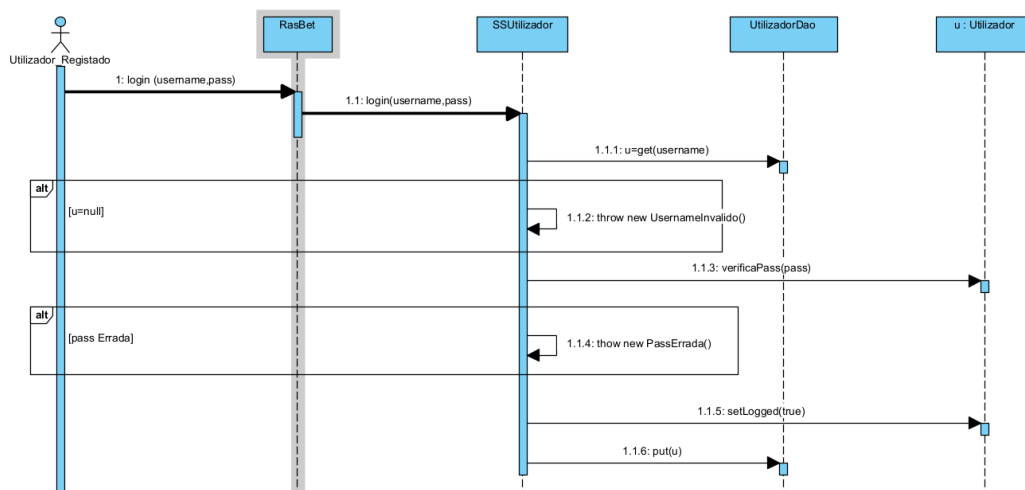 RasBet
SSUtilizador
UtilizadorDao
u : Utilizador
Utilizador_Registado
1: login (username,pass)
1.1: login(username,pass)
1.1.1: u=get(username)
alt
[u=null]
1.1.2: throw new UsernameInvalido()
1.1.3: verificaPass(pass)
alt
[pass Errada]
1.1.4: thow new PassErrada()
1.1.5: setLogged(true)
1.1.6: put(u)